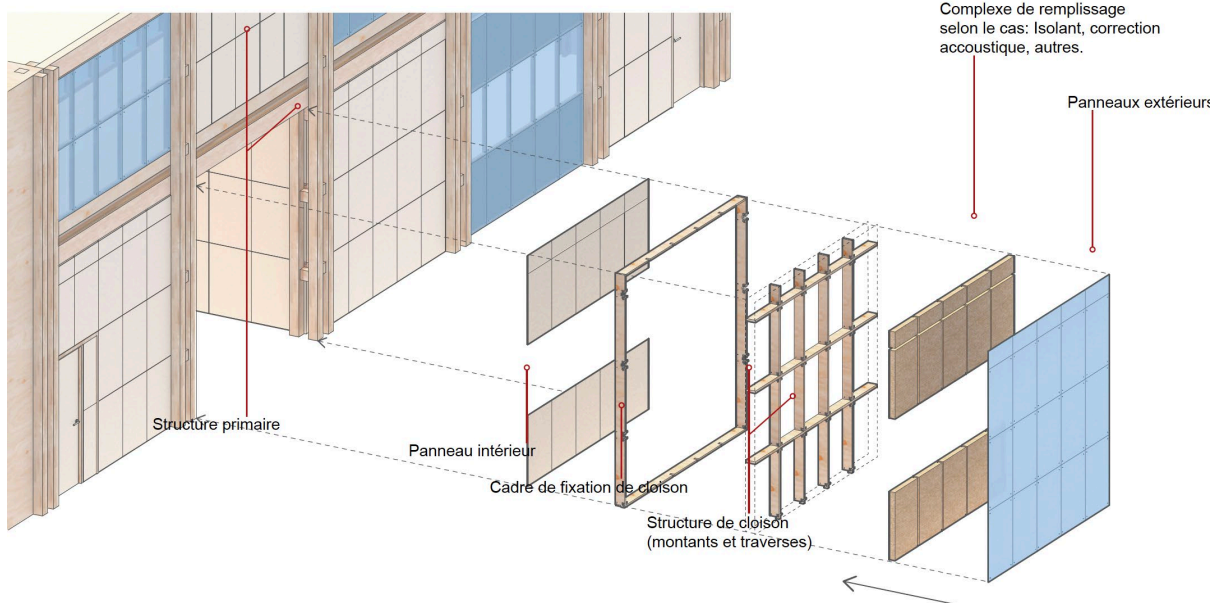 Complexe de remplissage
selon le cas: Isolant, correction
accoustique, autres.
Panneaux extérieurs
Structure primaire
Panneau intérieur
Cadre de fixation de cloison
Structure de cloison
(montants et traverses)